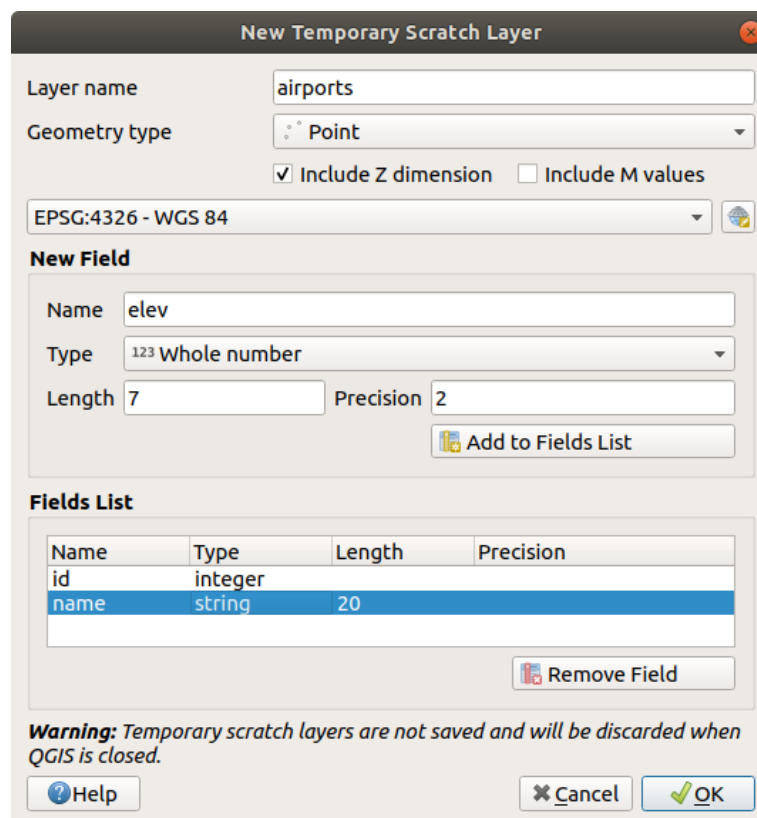 New Temporary Scratch Layer
Layer name airports
Geometry type Point
Include Z dimension Include M values
EPSG:4326 - WGS 84
New Field
Name elev
Type 123 Whole number
Length 7 Precision 2
Add to Fields List
Fields List
Name Type Length Precision
id integer
name string 20
Remove Field
Warning: Temporary scratch layers are not saved and will be discarded when
QGIS is closed.
Help Cancel OK